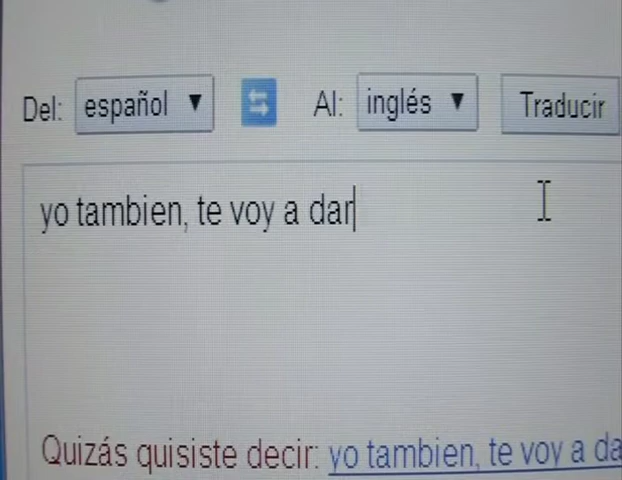 Del: español Al: inglés Traducir
yo tambien, te voy a dar
Quizás quisiste decir: yo tambien, te voy a da